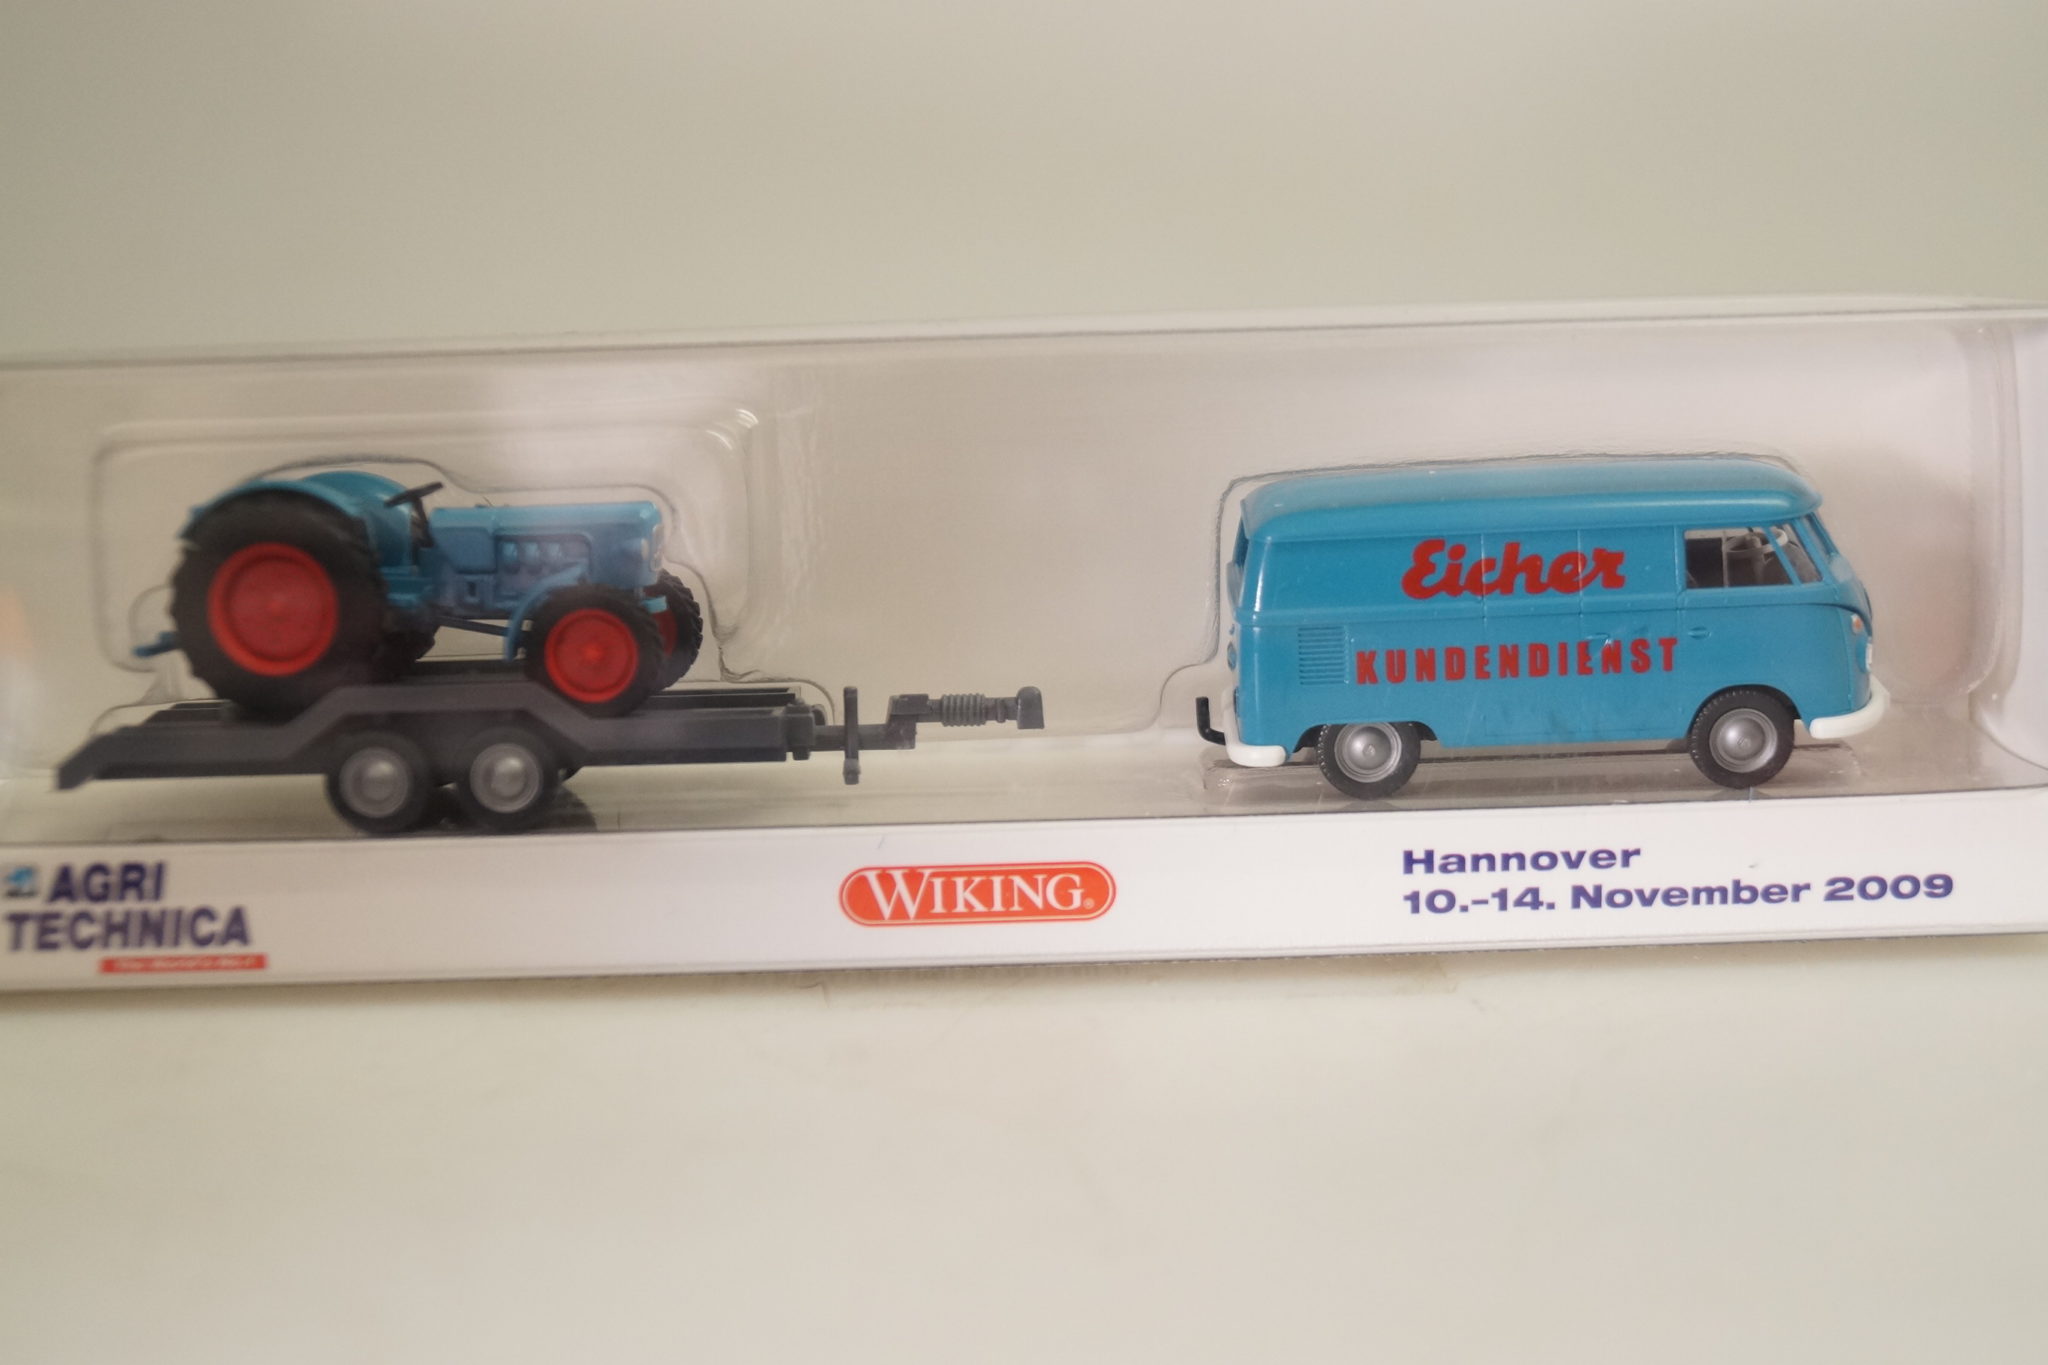 Eicher
KUNDENDIENST
AGRI
TECHNICA
WIKING®
Hannover
10.-14. November 2009